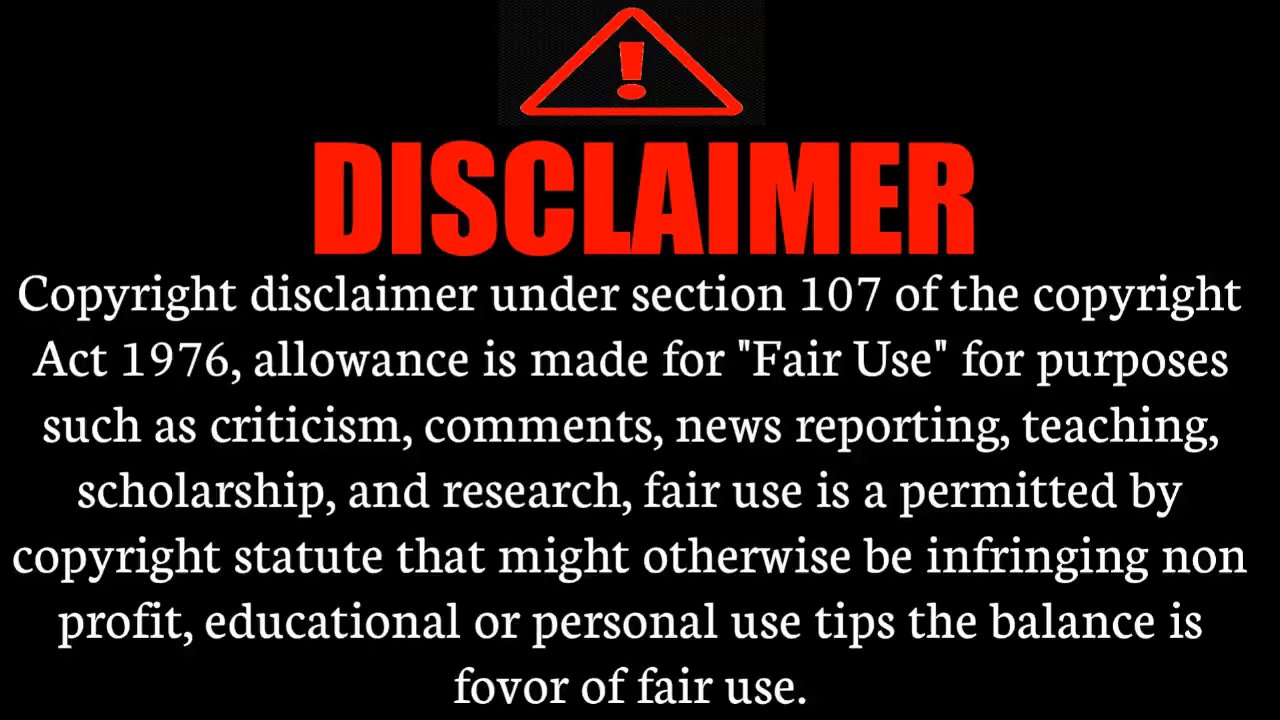 DISCLAIMER
Copyright disclaimer under section 107 of the copyright
Act 1976, allowance is made for "Fair Use" for purposes
such as criticism, comments, news reporting, teaching,
scholarship, and research, fair use is a permitted by
copyright statute that might otherwise be infringing non
profit, educational or personal use tips the balance is
fovor of fair use.